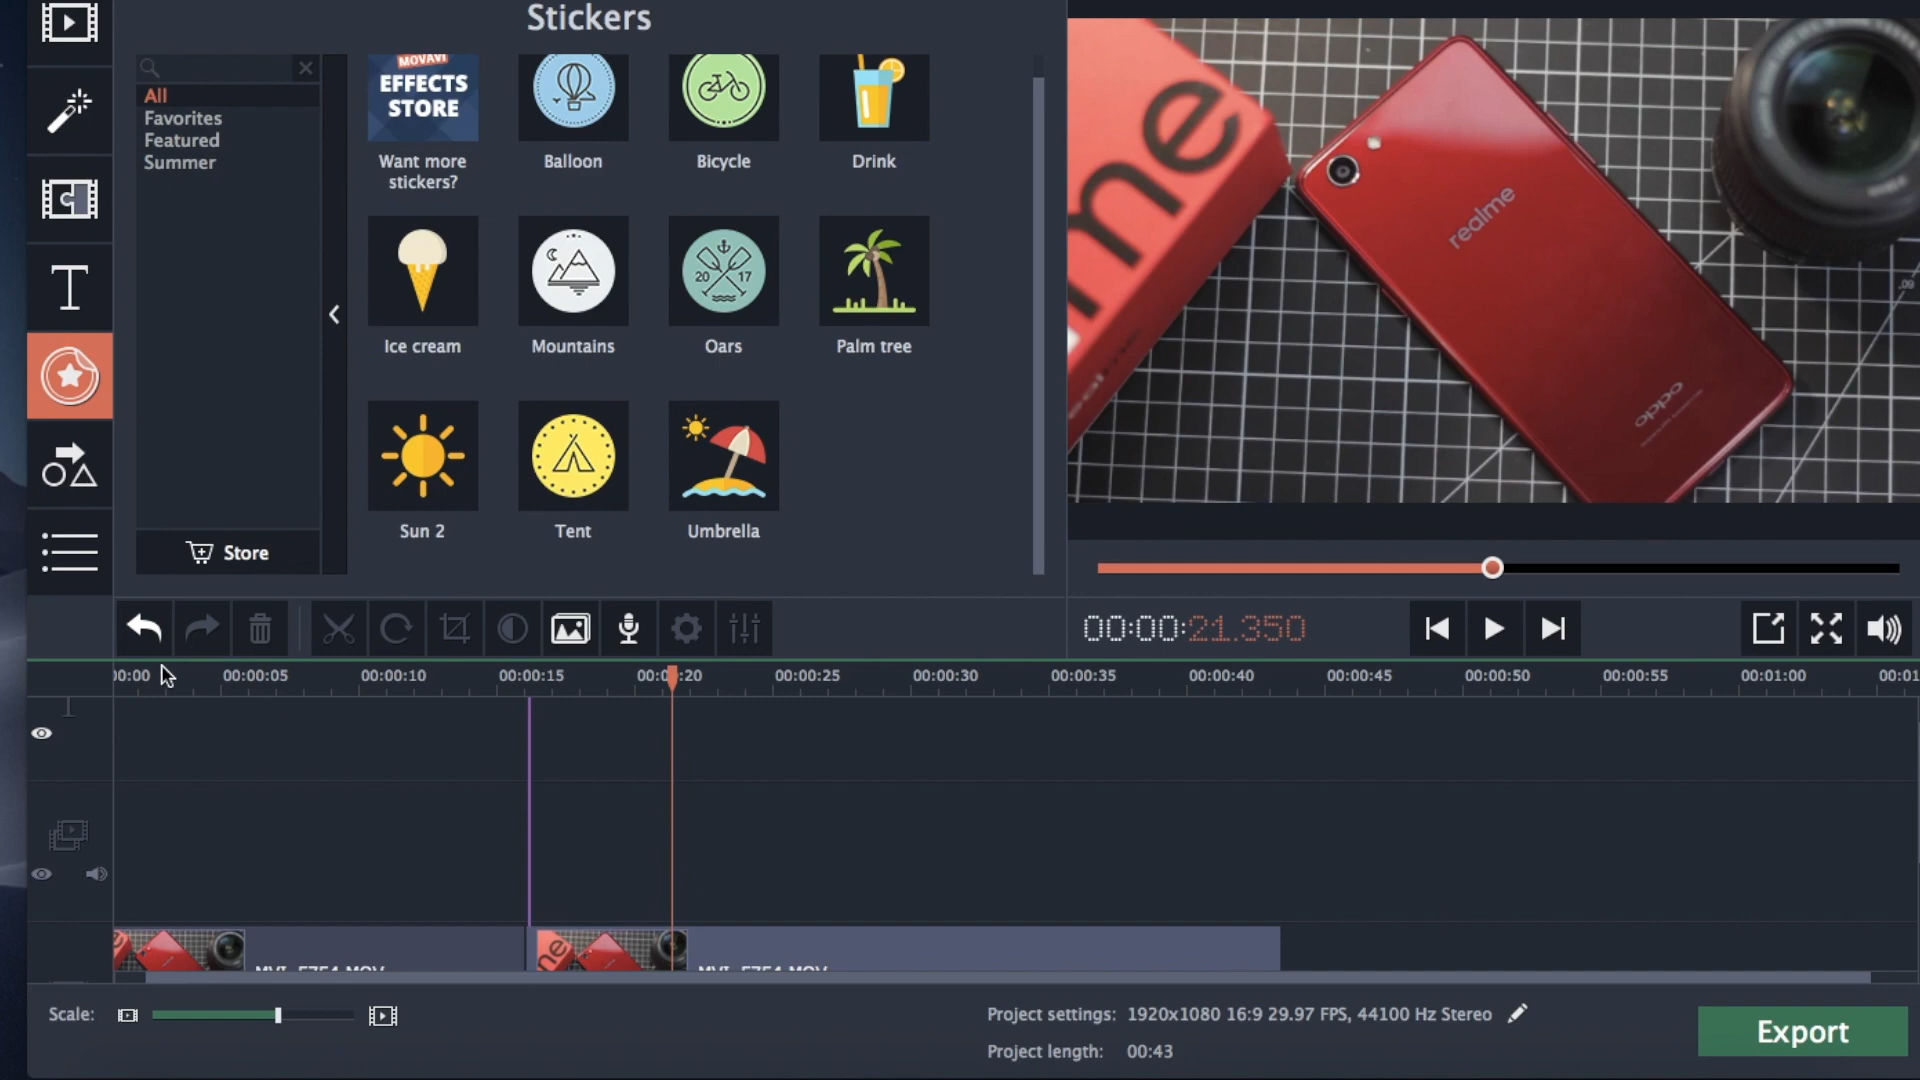 Stickers
All
Favorites
Featured
Summer
Store
MOVAVI
EFFECTS
STORE
Want more
stickers?
Balloon
Bicycle
Drink
Ice cream
Mountains
20 17
Oars
Palm tree
Sun 2
Tent
Umbrella
me
realme
oppo
00:00:21.350
00:00:05
00:00:10
00:00:15
00:00:25
00:00:30
00:00:35
00:00:40
00:00:45
00:00:50
00:00:55
00:01:00
Scale:
Project settings: 1920x1080 16:9 29.97 FPS, 44100 Hz Stereo
Project length: 00:43
Export